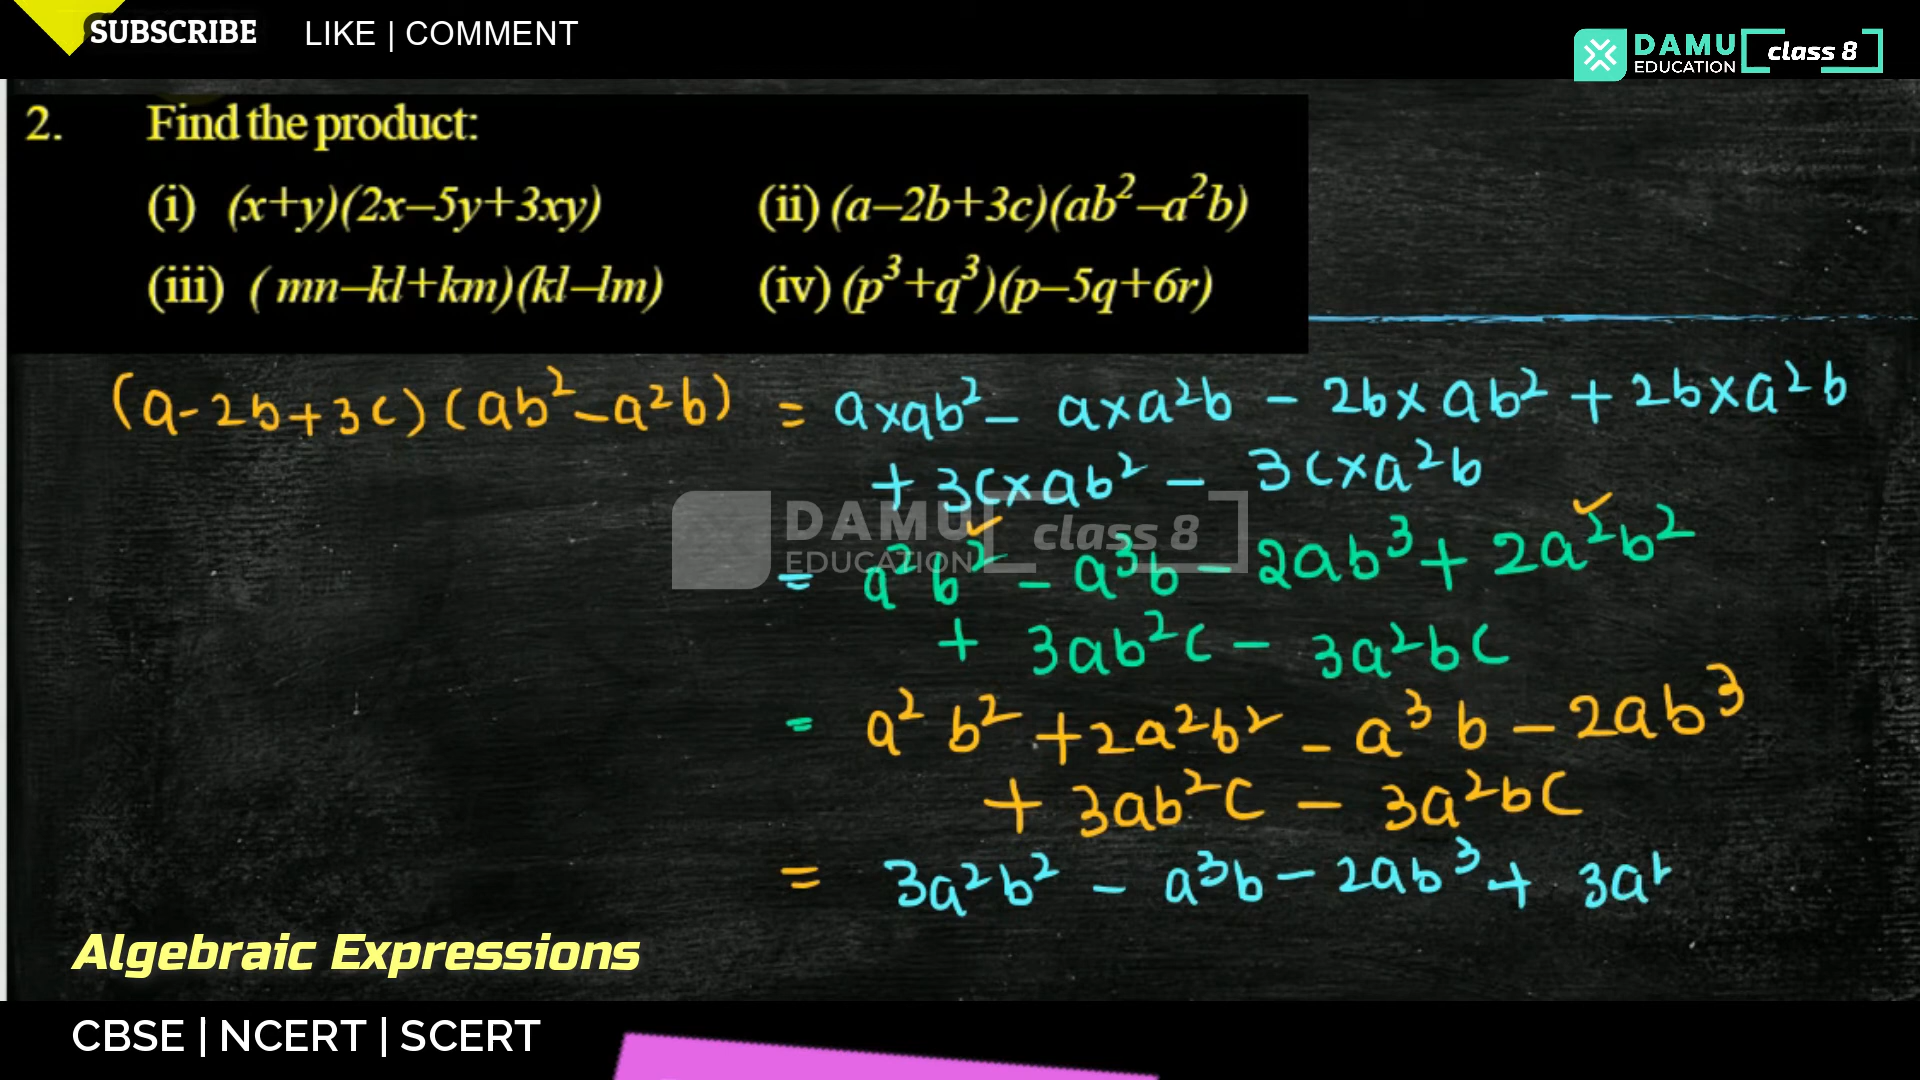 SUBSCRIBE LIKE | COMMENT
DAMU EDUCATION class 8
2. Find the product:
(i) (x+y)(2x–5y+3xy) (ii) (a–2b+3c)(ab²–a²b)
(iii) ( mn–kl+km)(kl–lm) (iv) (p³+q³)(p–5q+6r)
(a-2b+3c)(ab²-a²b) = a×ab² - a×a²b - 2b×ab² + 2b×a²b
+ 3c×ab² - 3c×a²b
DAMU EDUCATION class 8
= a²b² - a³b - 2ab³ + 2a²b²
+ 3ab²c - 3a²bc
= a²b² + 2a²b² - a³b - 2ab³
+ 3ab²c - 3a²bc
= 3a²b² - a³b - 2ab³ + 3a
Algebraic Expressions
CBSE | NCERT | SCERT